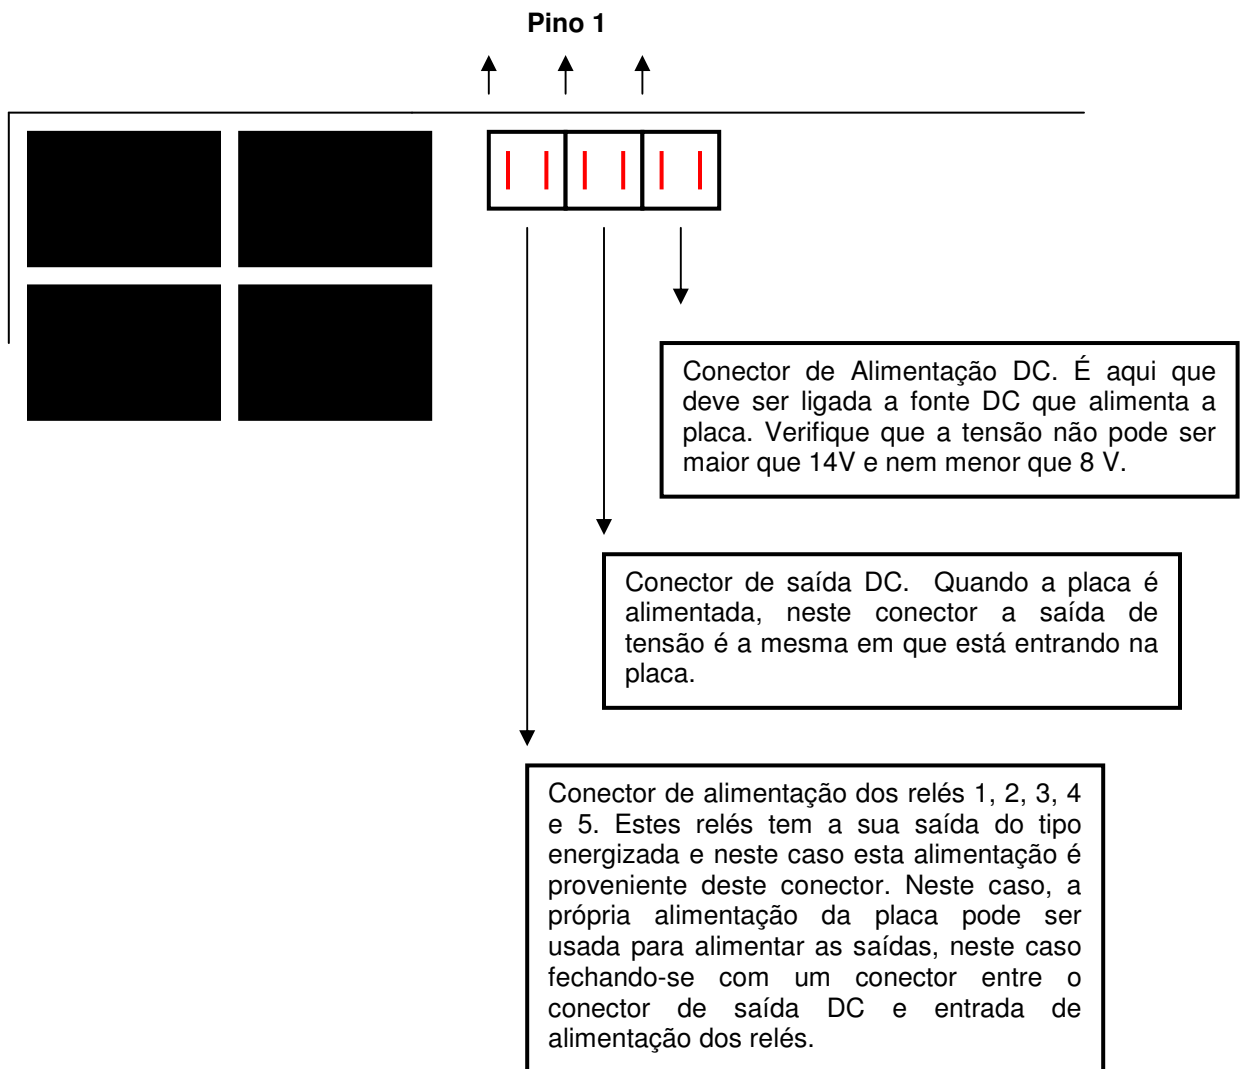 Pino 1
Conector de Alimentação DC. É aqui que
deve ser ligada a fonte DC que alimenta a
placa. Verifique que a tensão não pode ser
maior que 14V e nem menor que 8 V.
Conector de saída DC. Quando a placa é
alimentada, neste conector a saída de
tensão é a mesma em que está entrando na
placa.
Conector de alimentação dos relés 1, 2, 3, 4
e 5. Estes relés tem a sua saída do tipo
energizada e neste caso esta alimentação é
proveniente deste conector. Neste caso, a
própria alimentação da placa pode ser
usada para alimentar as saídas, neste caso
fechando-se com um conector entre o
conector de saída DC e entrada de
alimentação dos relés.